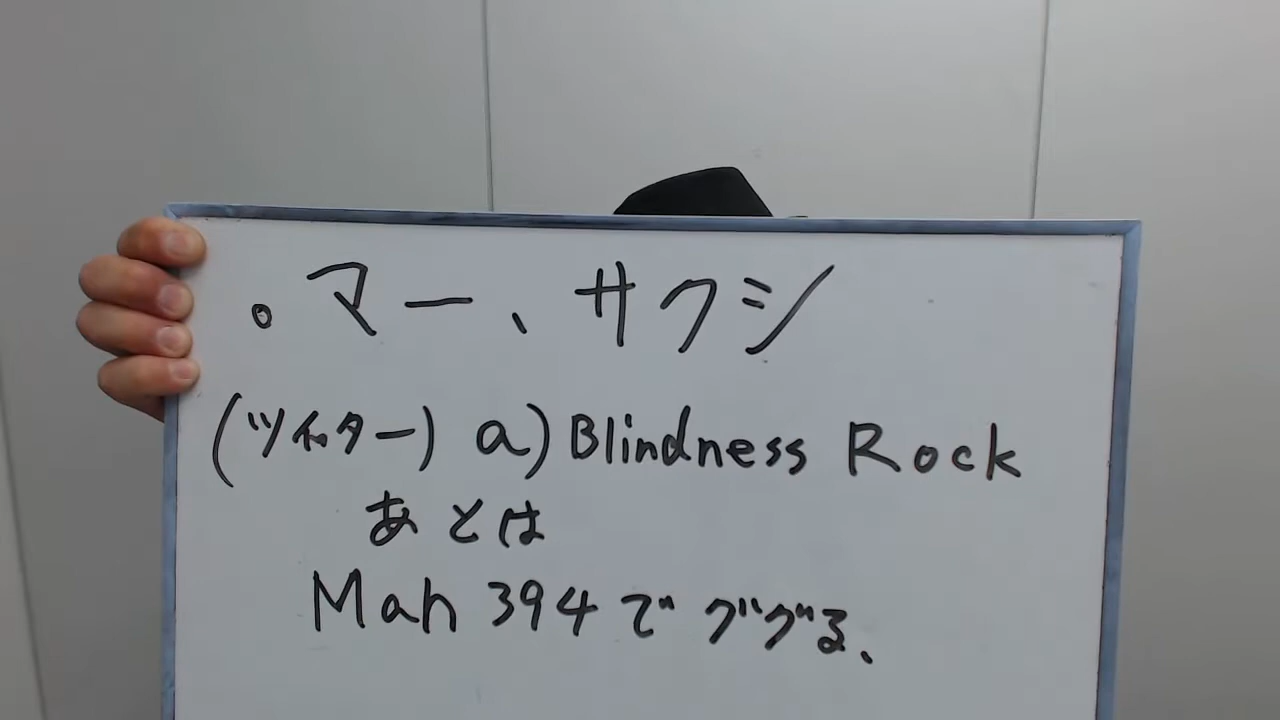 。マー、サクシ
(ツイッター) a) Blindness Rock
あとは
Mah 394で ググる、